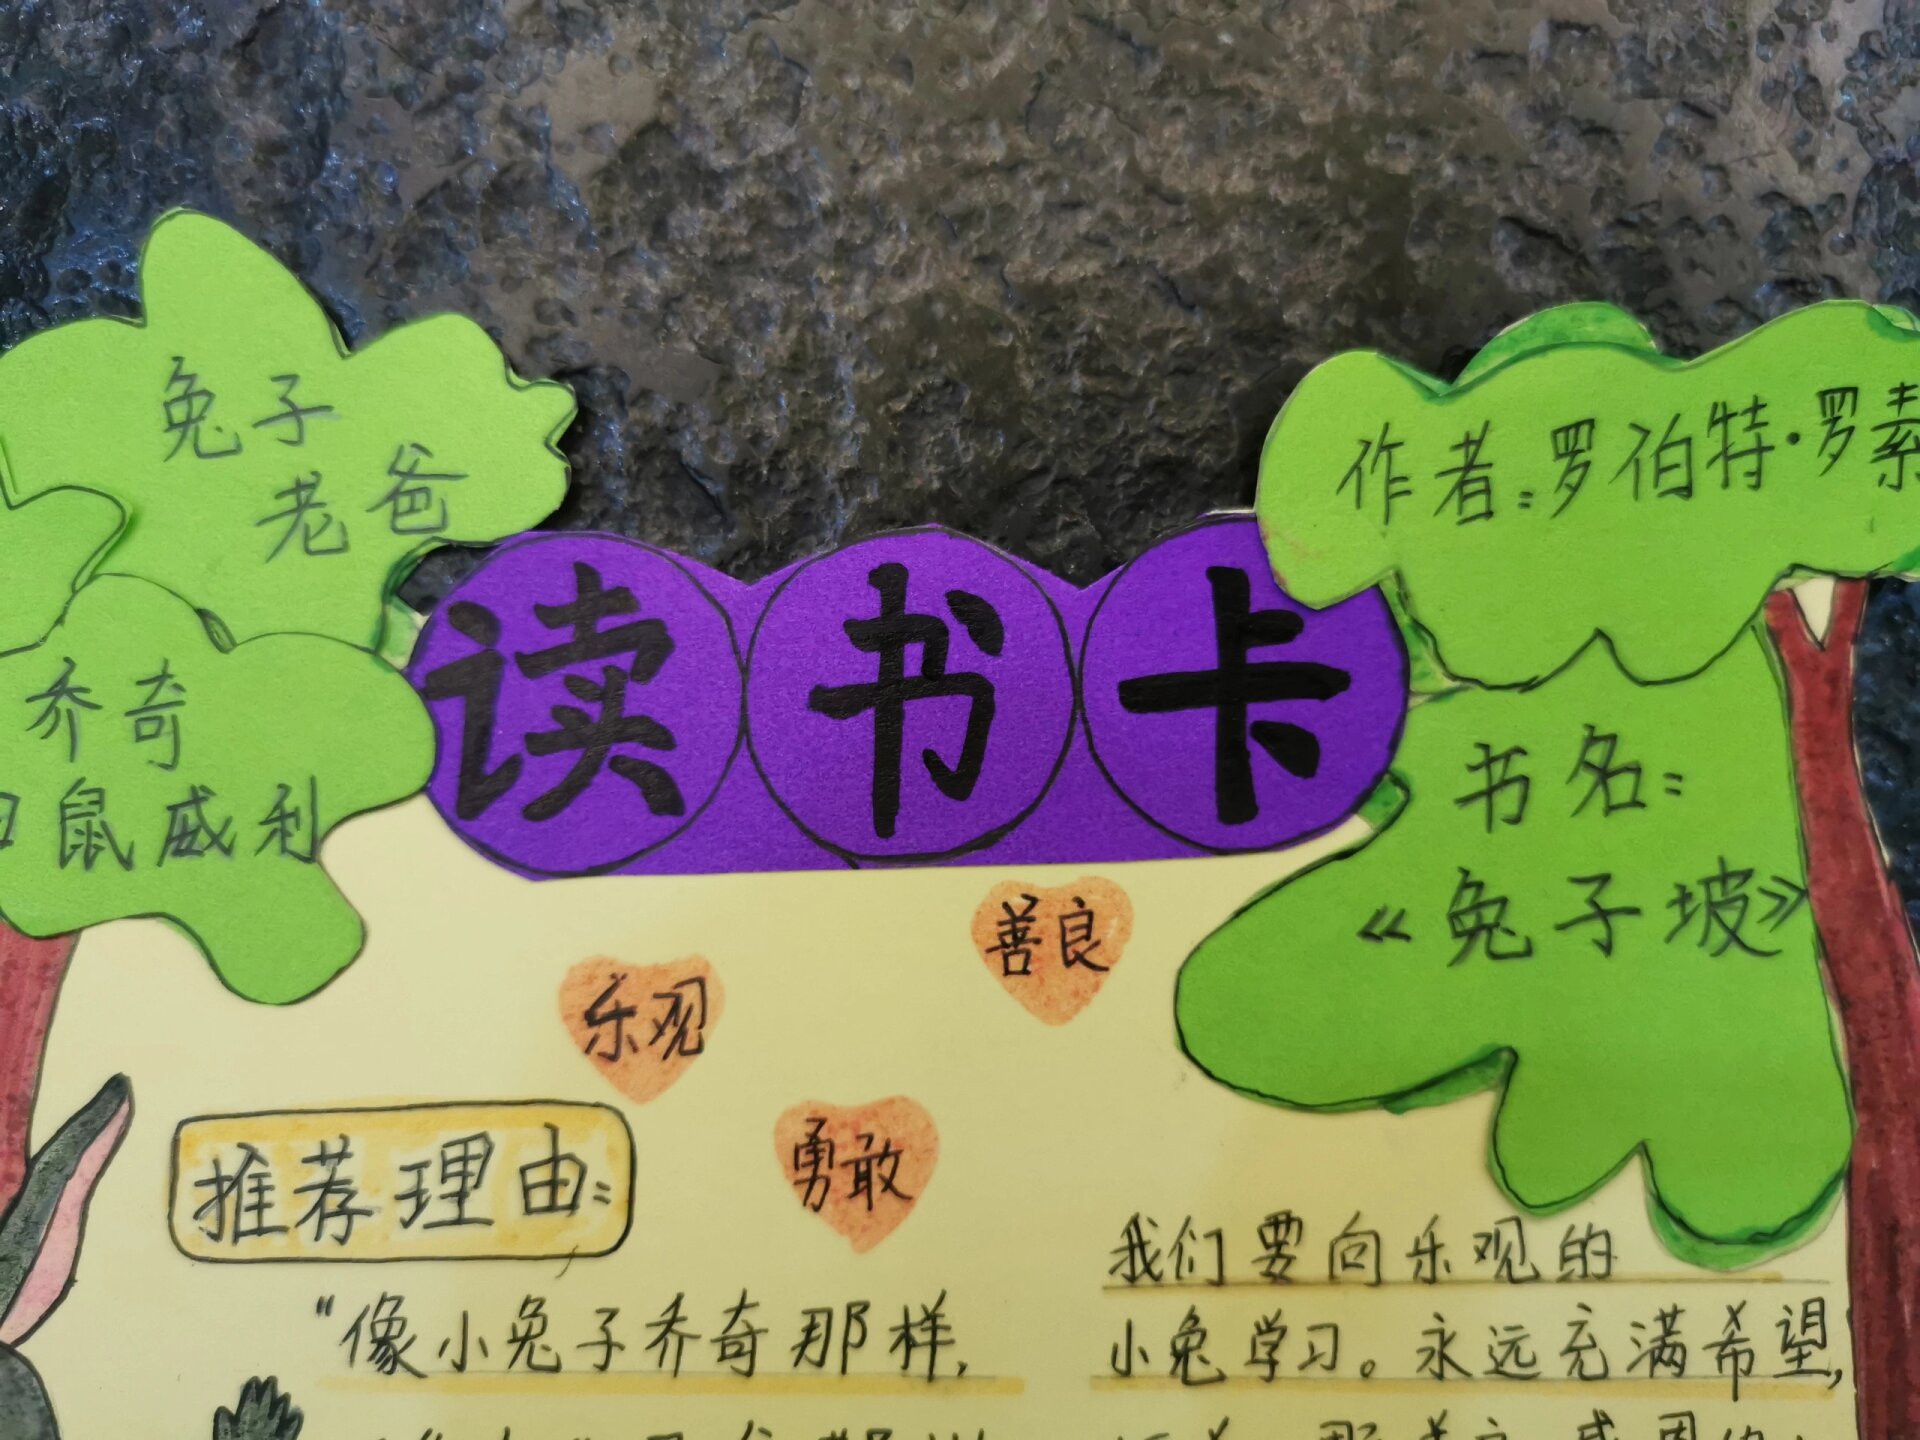 兔子
老爸
乔奇
鼠威利
读书卡
作者:罗伯特·罗素
书名:
《兔子坡》
善良
乐观
勇敢
推荐理由:
"像小兔子乔奇那样,
我们要向乐观的
小兔学习。永远充满希望,